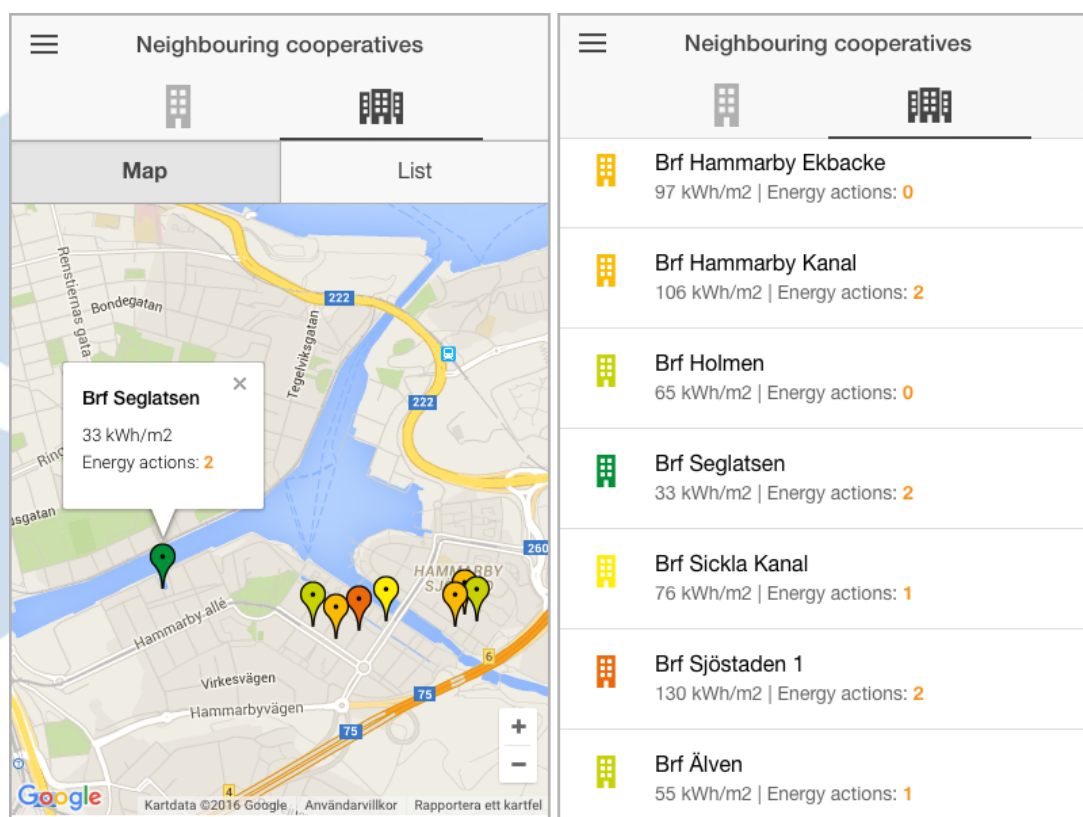 Neighbouring cooperatives
Map
List
Renstiernas gata
Bondegatan
222
Tegelviksgatan
222
Brf Seglatsen
×
33 kWh/m2
Energy actions: 2
Ring
usgatan
260
HAMMARBY
Hammarby allé
6
Virkesvägen
75
Hammarbyvägen
75
+
−
4
Google
Kartdata ©2016 Google
Användarvillkor
Rapportera ett kartfel
Neighbouring cooperatives
Brf Hammarby Ekbacke
97 kWh/m2 | Energy actions: 0
Brf Hammarby Kanal
106 kWh/m2 | Energy actions: 2
Brf Holmen
65 kWh/m2 | Energy actions: 0
Brf Seglatsen
33 kWh/m2 | Energy actions: 2
Brf Sickla Kanal
76 kWh/m2 | Energy actions: 1
Brf Sjöstaden 1
130 kWh/m2 | Energy actions: 2
Brf Älven
55 kWh/m2 | Energy actions: 1